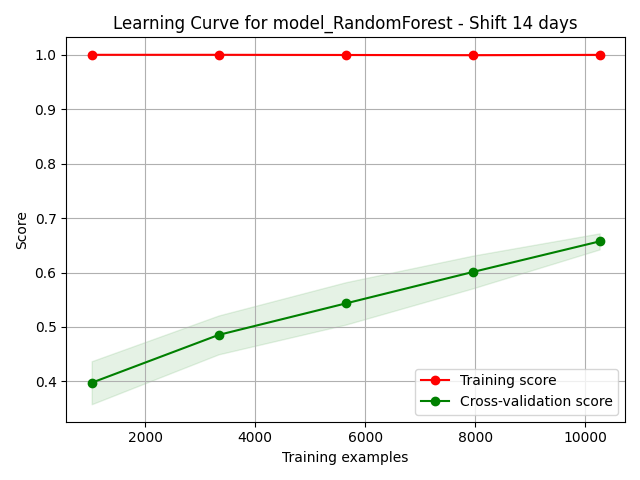 Learning Curve for model_RandomForest - Shift 14 days
1.0
0.9
0.8
0.7
0.6
0.5
0.4
Score
2000 4000 6000 8000 10000
Training examples
Training score
Cross-validation score